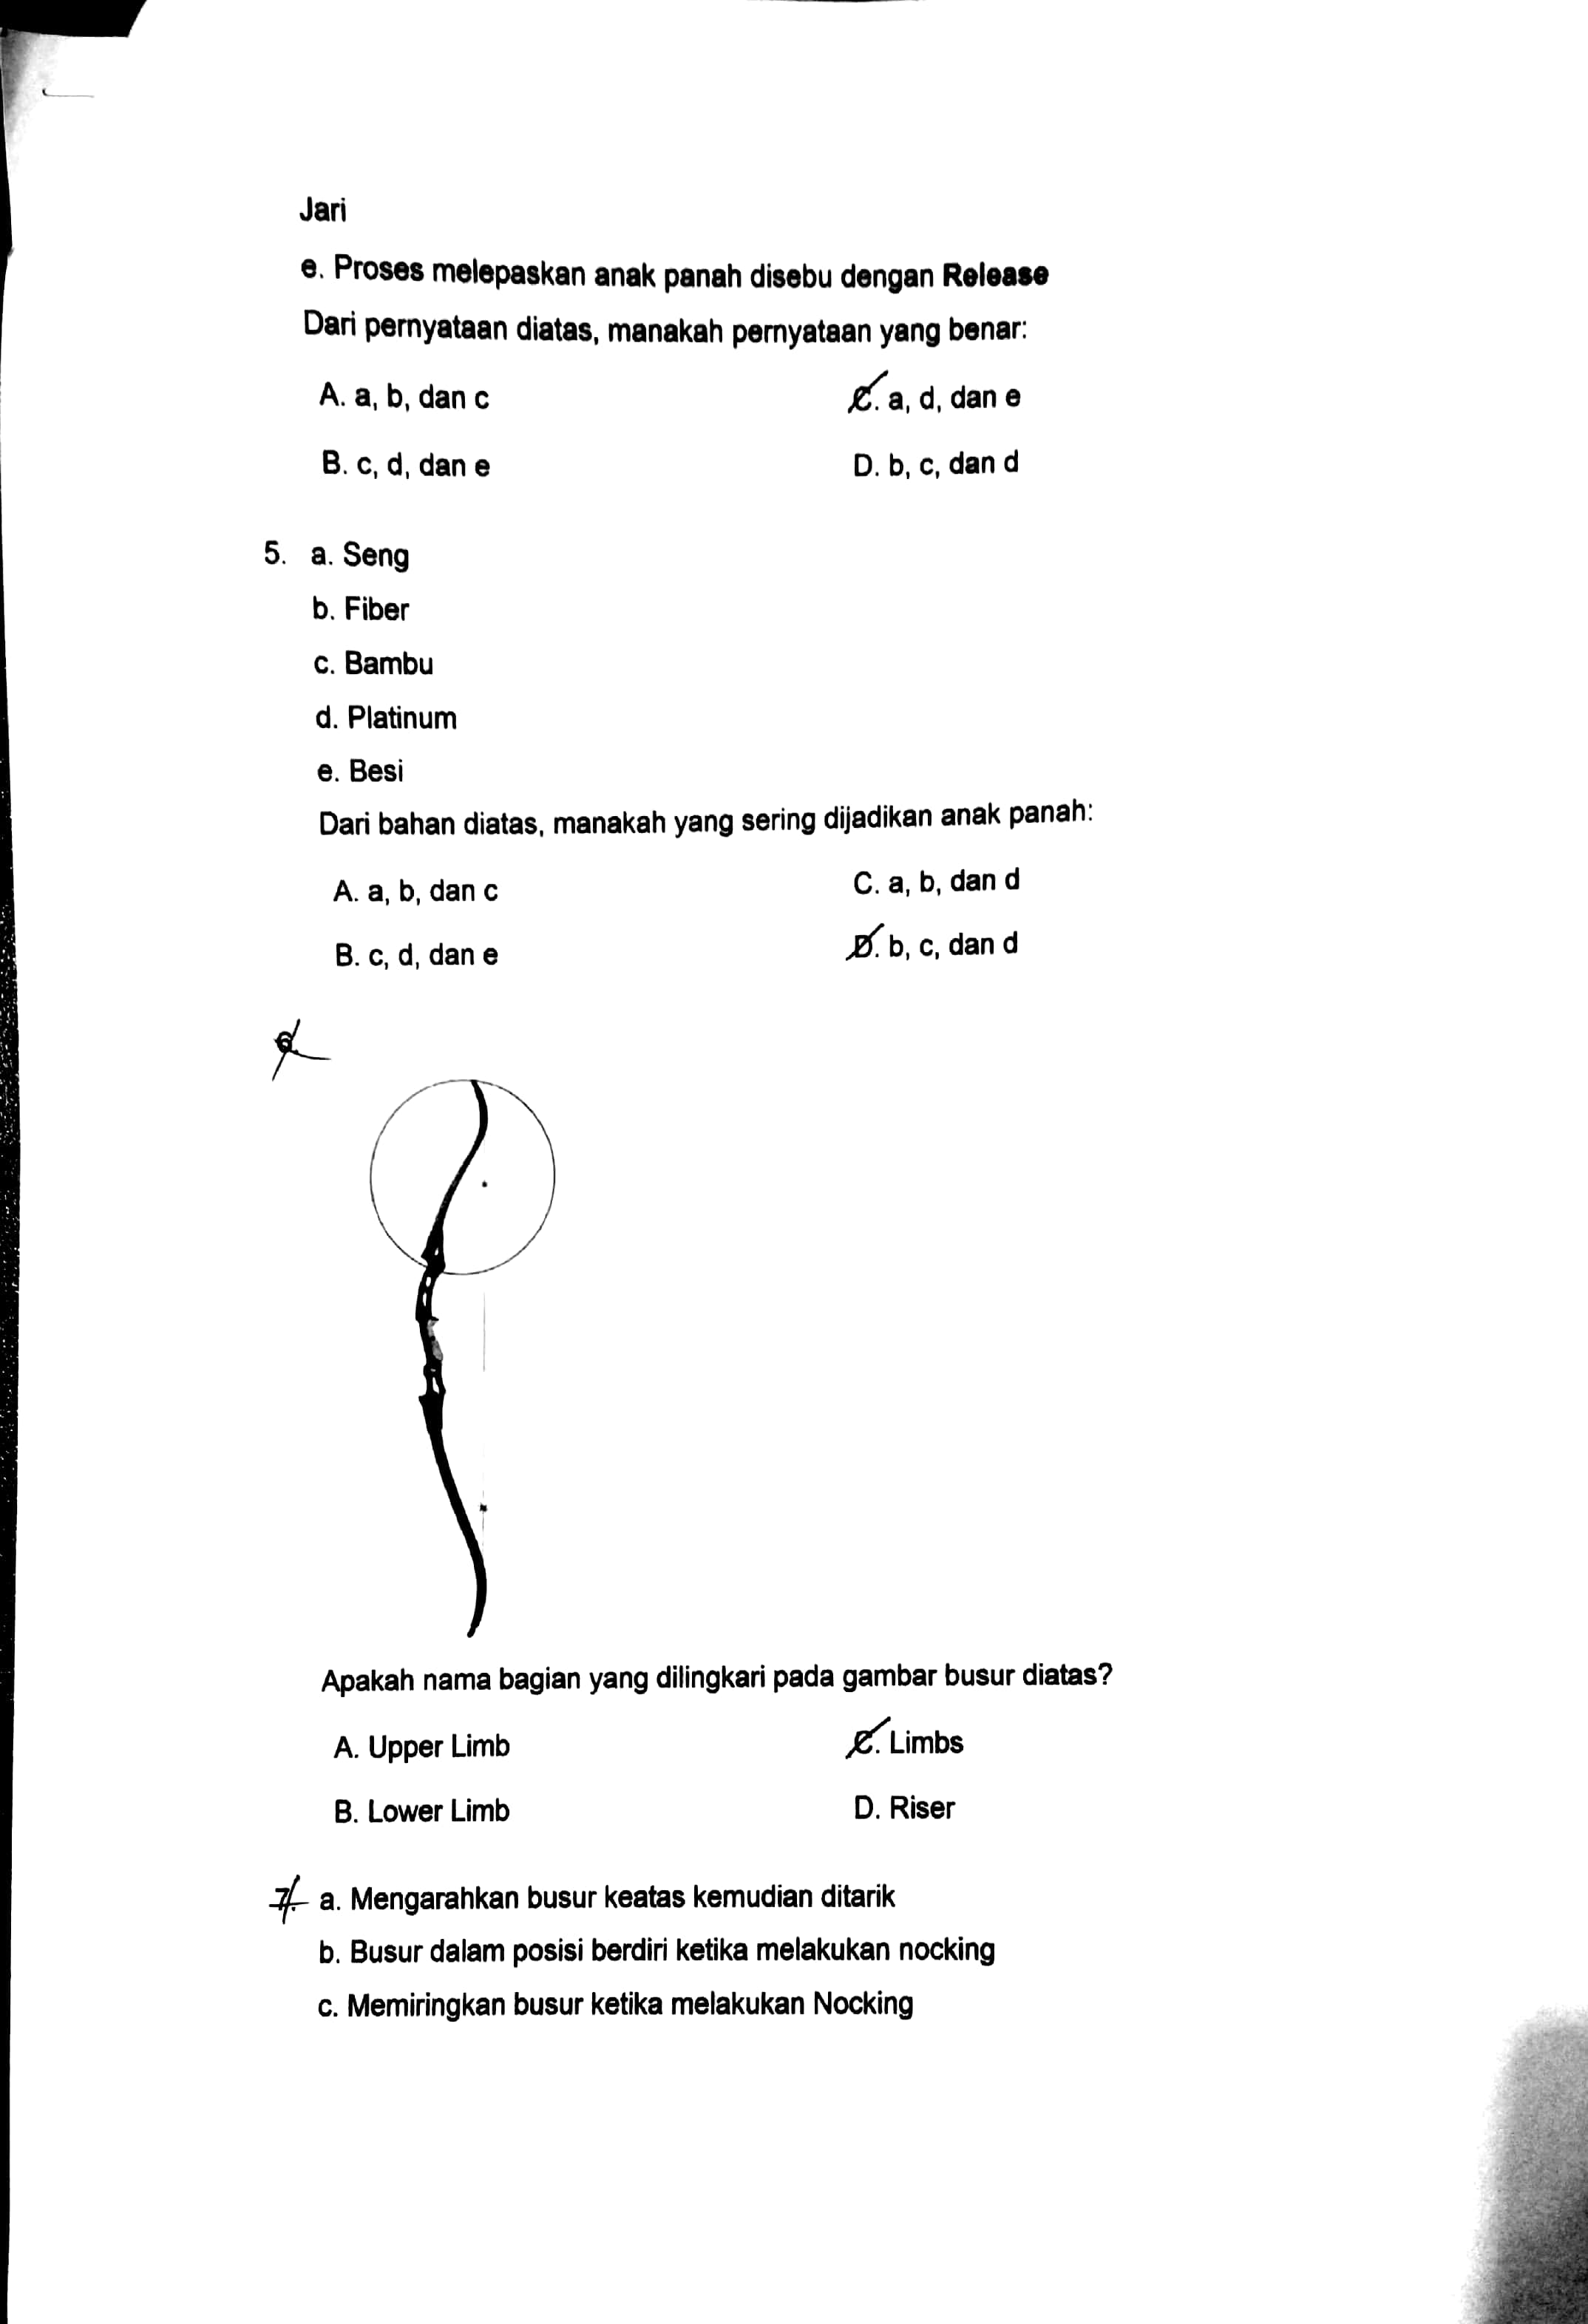 Jari
e. Proses melepaskan anak panah disebu dengan Release
Dari pernyataan diatas, manakah pernyataan yang benar:
A. a, b, dan c
C. a, d, dan e
B. c, d, dan e
D. b, c, dan d
5. a. Seng
b. Fiber
c. Bambu
d. Platinum
e. Besi
Dari bahan diatas, manakah yang sering dijadikan anak panah:
A. a, b, dan c
C. a, b, dan d
B. c, d, dan e
D. b, c, dan d
6.
Apakah nama bagian yang dilingkari pada gambar busur diatas?
A. Upper Limb
C. Limbs
B. Lower Limb
D. Riser
7. a. Mengarahkan busur keatas kemudian ditarik
b. Busur dalam posisi berdiri ketika melakukan nocking
c. Memiringkan busur ketika melakukan Nocking